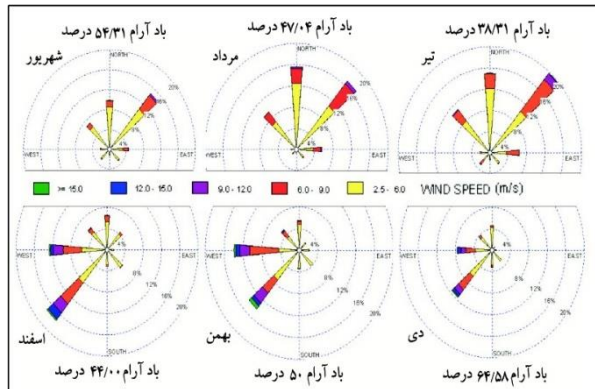 باد آرام ۵۴/۳۱ درصد
باد آرام ۴۷/۰۴ درصد
باد آرام ۳۸/۳۱ درصد
شهریور
مرداد
تیر
NORTH
NORTH
NORTH
20%
20%
20%
16%
16%
16%
12%
12%
12%
8%
8%
8%
4%
4%
4%
WEST
EAST
WEST
EAST
WEST
EAST
>= 15.0
12.0 - 15.0
9.0 - 12.0
6.0 - 9.0
2.5 - 6.0
WIND SPEED (m/s)
WEST
EAST
WEST
EAST
WEST
EAST
4%
4%
4%
8%
8%
8%
12%
12%
12%
16%
16%
16%
20%
20%
20%
SOUTH
SOUTH
SOUTH
اسفند
بهمن
دی
باد آرام ۴۴/۰۰ درصد
باد آرام ۵۰ درصد
باد آرام ۶۴/۵۸ درصد